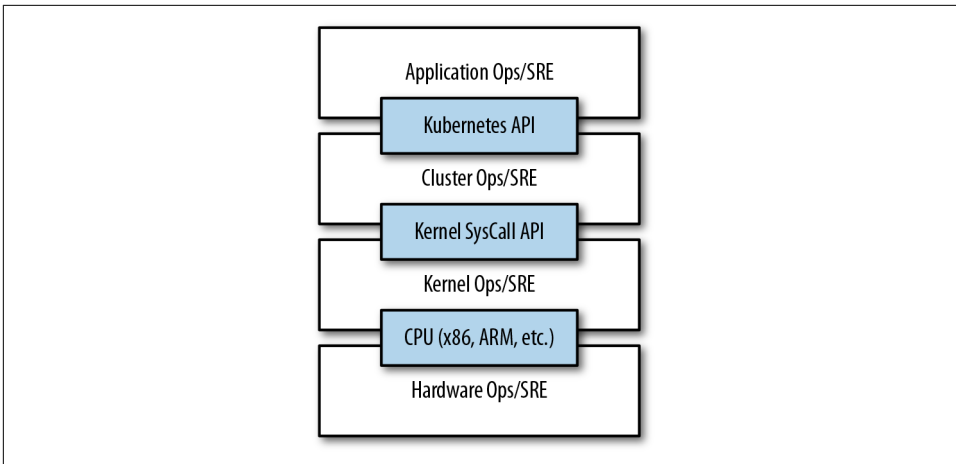 Application Ops/SRE
Kubernetes API
Cluster Ops/SRE
Kernel SysCall API
Kernel Ops/SRE
CPU (x86, ARM, etc.)
Hardware Ops/SRE